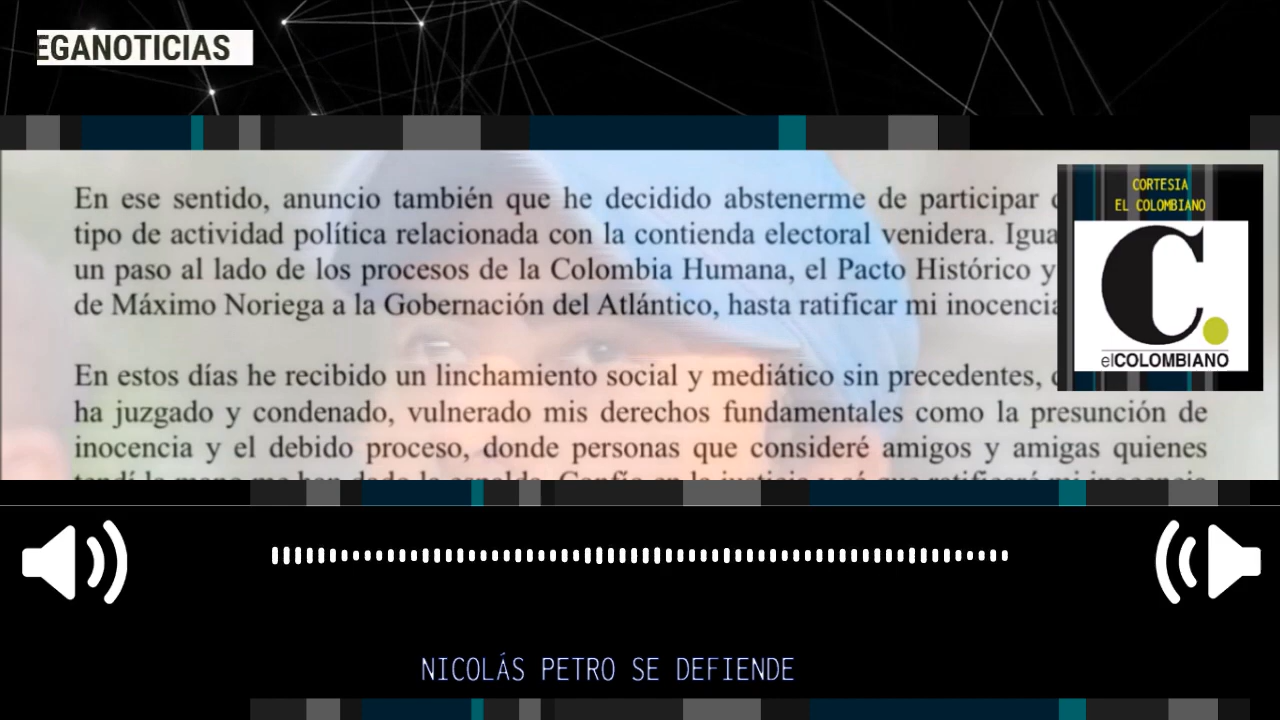 EGANOTICIAS
CORTESIA
EL COLOMBIANO
C.
elCOLOMBIANO
En ese sentido, anuncio también que he decidido abstenerme de participar
tipo de actividad política relacionada con la contienda electoral venidera. Igua
un paso al lado de los procesos de la Colombia Humana, el Pacto Histórico y
de Máximo Noriega a la Gobernación del Atlántico, hasta ratificar mi inocencia
En estos días he recibido un linchamiento social y mediático sin precedentes,
ha juzgado y condenado, vulnerado mis derechos fundamentales como la presunción de
inocencia y el debido proceso, donde personas que consideré amigos y amigas quienes
NICOLÁS PETRO SE DEFIENDE